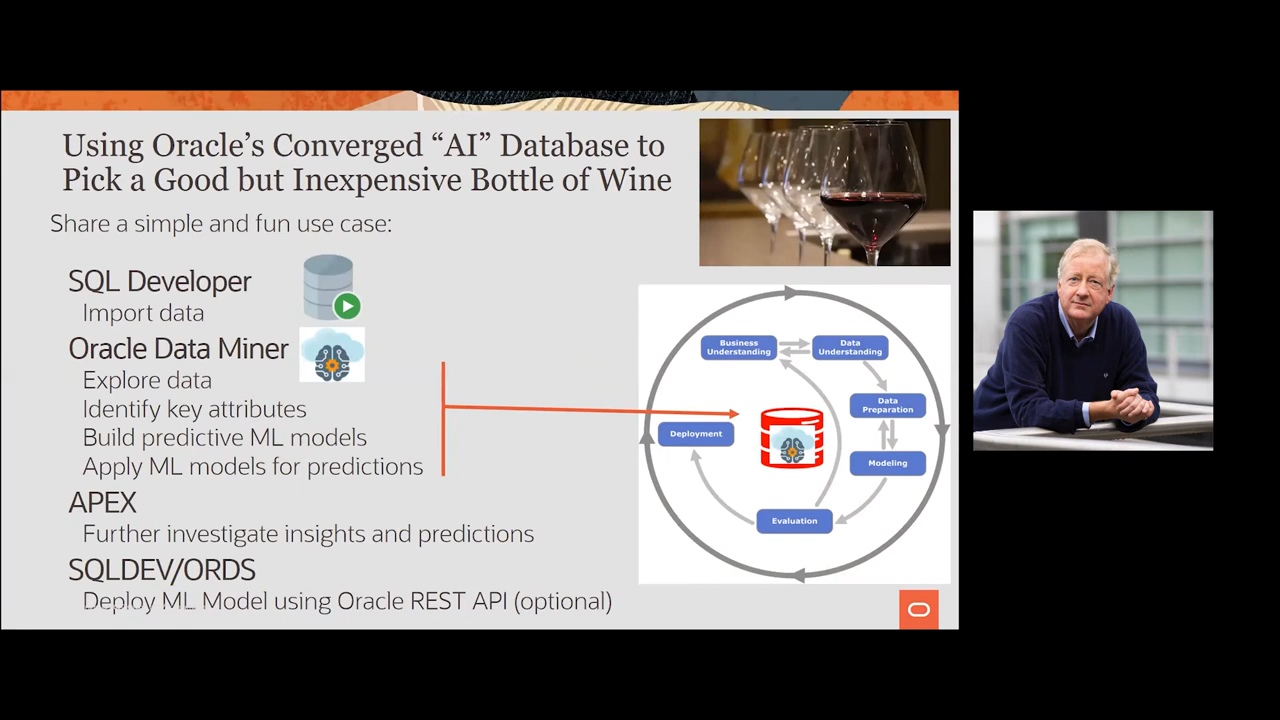 Using Oracle's Converged “AI” Database to
Pick a Good but Inexpensive Bottle of Wine
Share a simple and fun use case:
SQL Developer
Import data
Oracle Data Miner
Explore data
Identify key attributes
Build predictive ML models
Apply ML models for predictions
APEX
Further investigate insights and predictions
SQLDEV/ORDS
Deploy ML Model using Oracle REST API (optional)
Business
Understanding
Data
Understanding
Data
Preparation
Deployment
Modeling
Evaluation